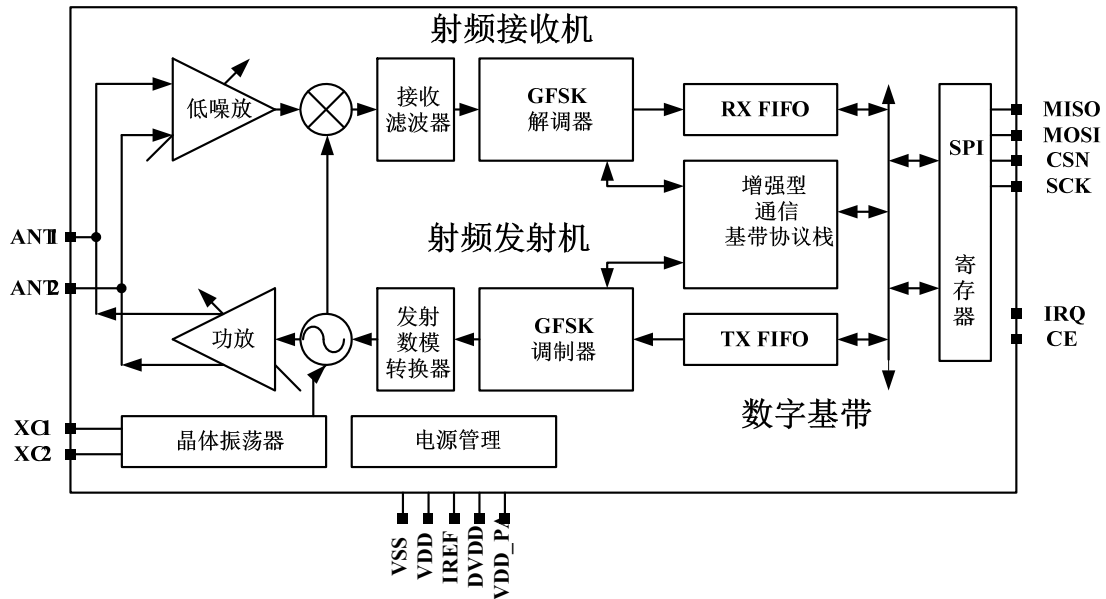 射频接收机
低噪放
接收
滤波器
GFSK
解调器
RX FIFO
SPI
MISO
MOSI
CSN
SCK
增强型
通信
基带协议栈
射频发射机
ANT1
ANT2
寄
存
器
功放
发射
数模
转换器
GFSK
调制器
TX FIFO
IRQ
CE
数字基带
XC1
XC2
晶体振荡器
电源管理
VSS
VDD
IREF
DVDD
VDD_PA